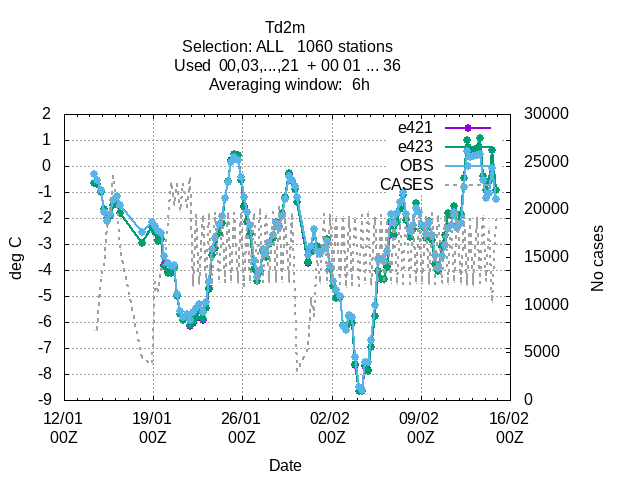 Td2m
Selection: ALL   1060 stations
Used  00,03,...,21  + 00 01 ... 36
Averaging window:  6h
2
1
0
-1
-2
-3
-4
-5
-6
-7
-8
-9
deg C
30000
25000
20000
15000
10000
5000
0
No cases
e421
e423
OBS
CASES
12/01 19/01 26/01 02/02 09/02 16/02
00Z 00Z 00Z 00Z 00Z 00Z
Date